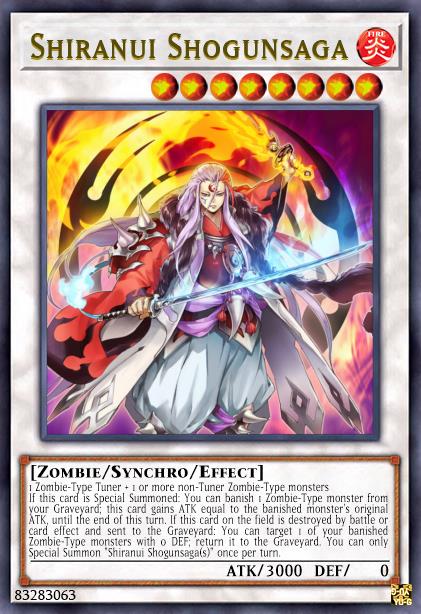 SHIRANUI SHOGUNSAGA
FIRE
炎
[ZOMBIE/SYNCHRO/EFFECT]
1 Zombie-Type Tuner + 1 or more non-Tuner Zombie-Type monsters
If this card is Special Summoned: You can banish 1 Zombie-Type monster from
your Graveyard; this card gains ATK equal to the banished monster's original
ATK, until the end of this turn. If this card on the field is destroyed by battle or
card effect and sent to the Graveyard: You can target 1 of your banished
Zombie-Type monsters with 0 DEF; return it to the Graveyard. You can only
Special Summon "Shiranui Shogunsaga(s)" once per turn.
ATK/3000 DEF/ 0
83283063